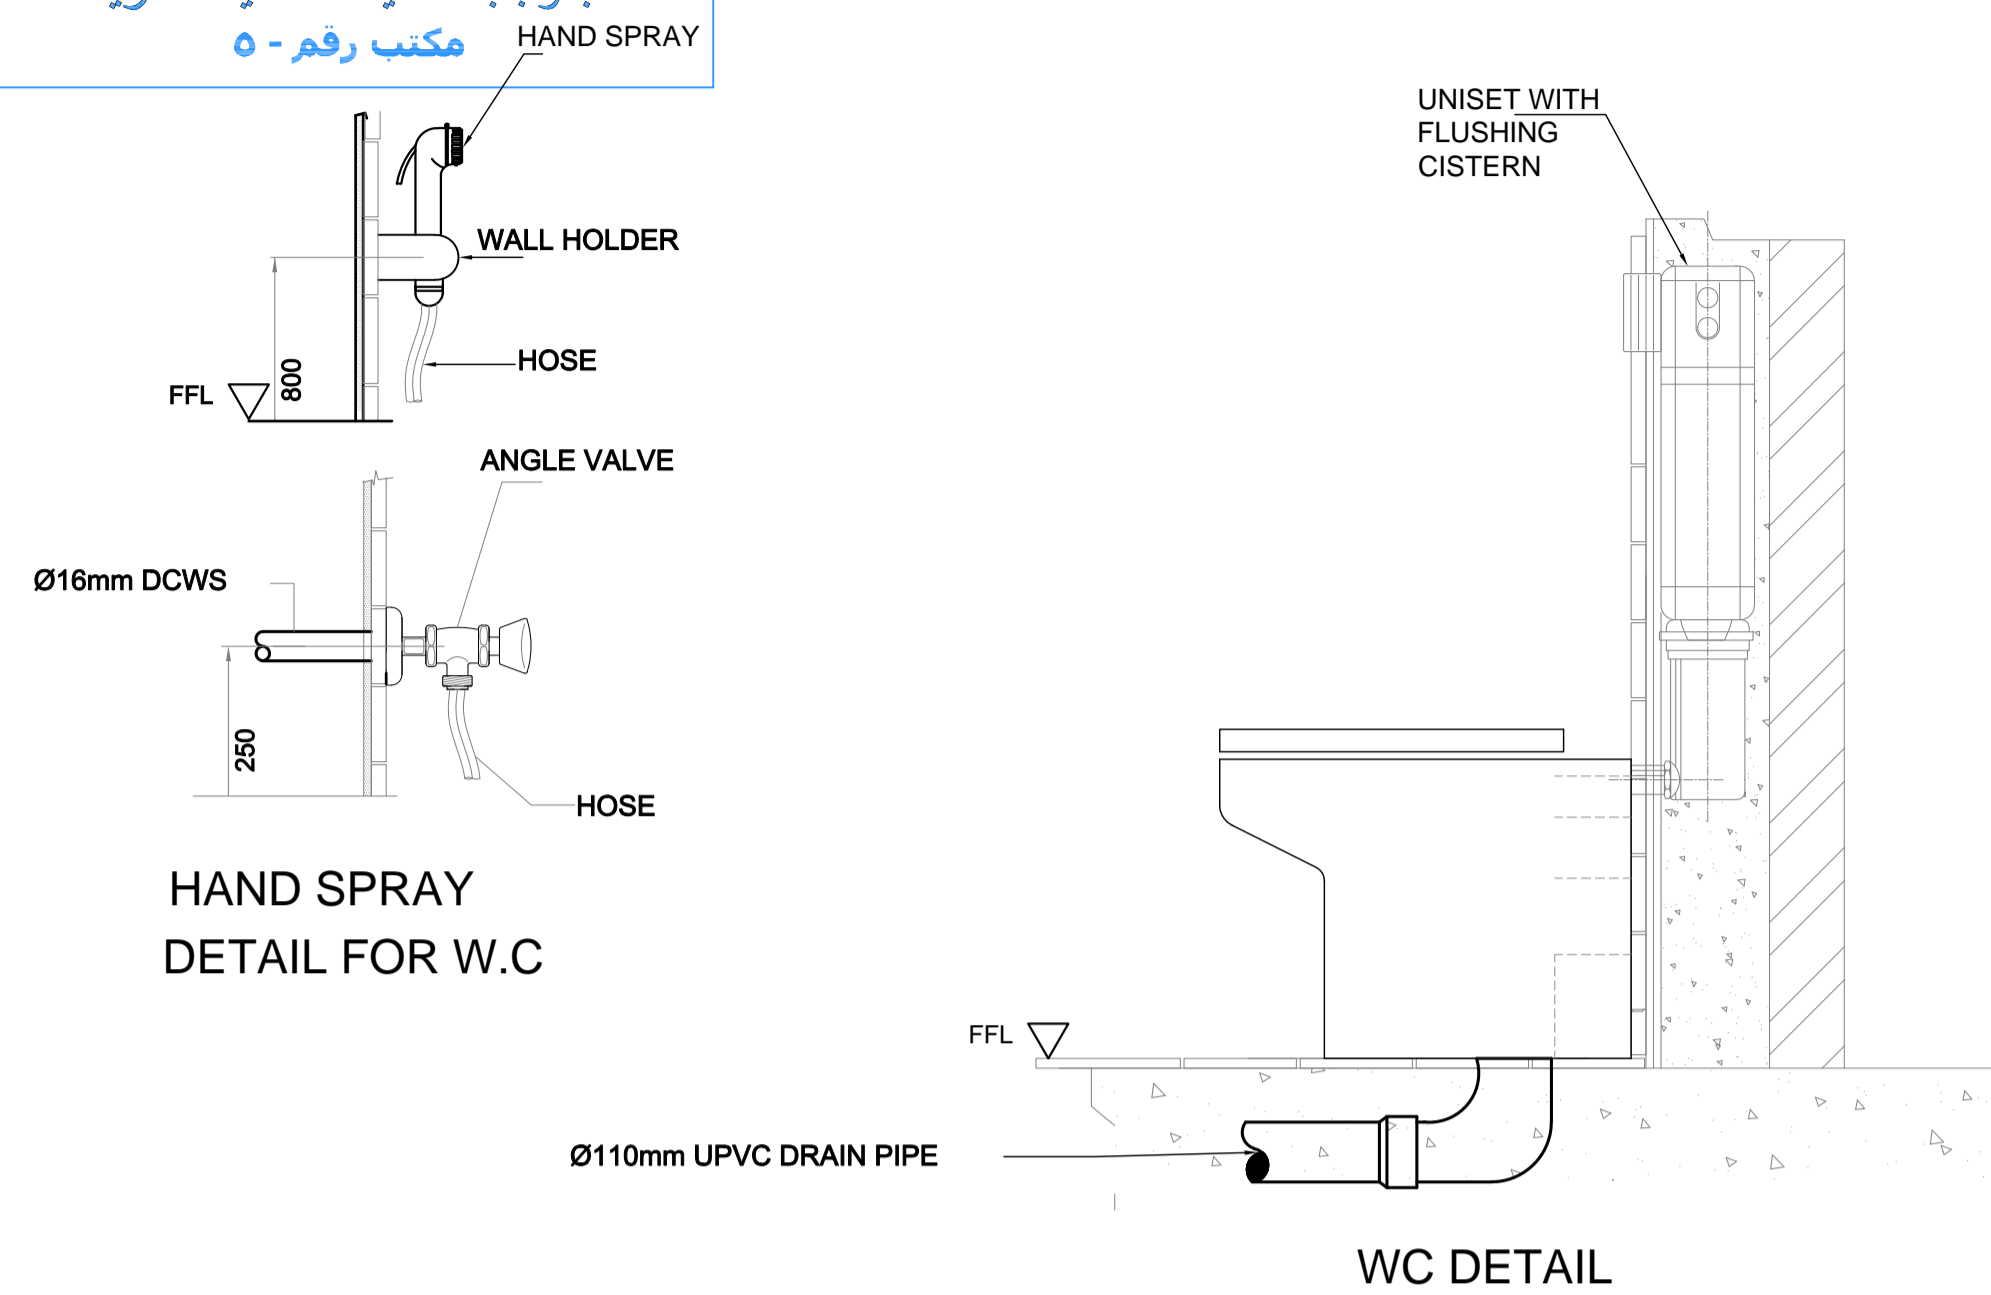 مكتب رقم - ٥
HAND SPRAY
WALL HOLDER
HOSE
800
FFL
ANGLE VALVE
Ø16mm DCWS
250
HOSE
HAND SPRAY
DETAIL FOR W.C
UNISET WITH
FLUSHING
CISTERN
FFL
Ø110mm UPVC DRAIN PIPE
WC DETAIL